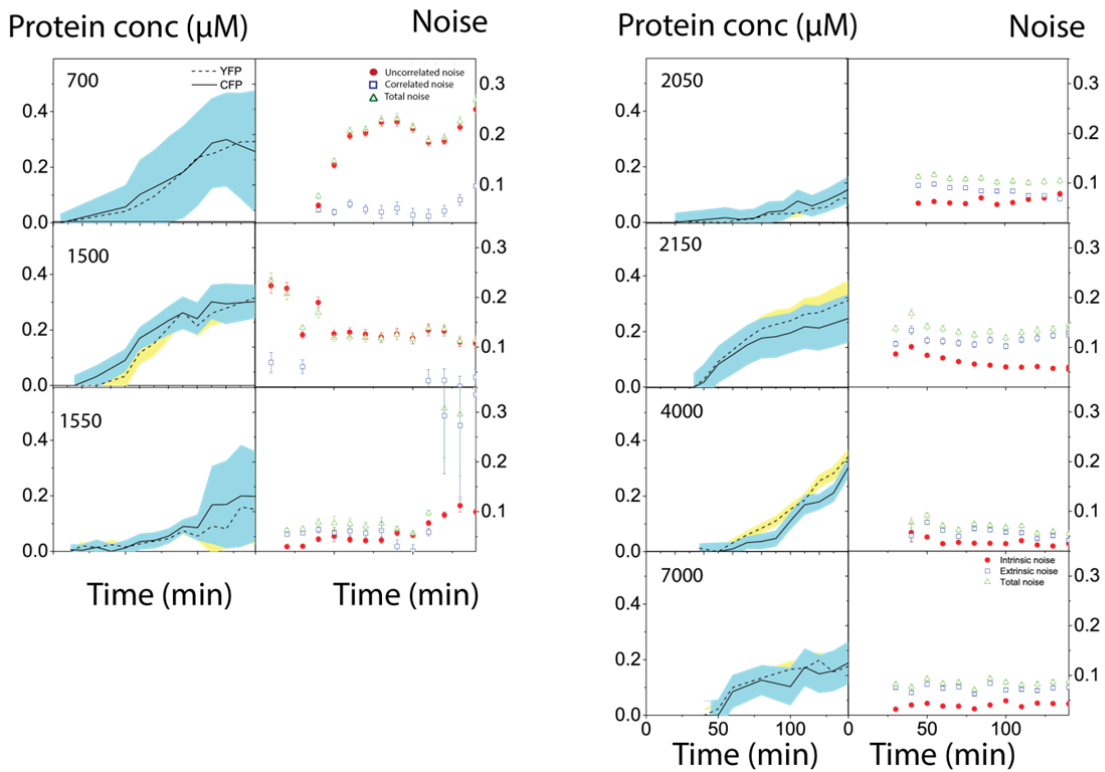 Protein conc (µM)
Noise
700
YFP
CFP
Uncorrelated noise
Correlated noise
Total noise
0.4
0.2
0.0
0.3
0.2
0.1
1500
0.4
0.2
0.0
0.3
0.2
0.1
1550
0.4
0.2
0.0
0.3
0.2
0.1
Time (min)
Time (min)
Protein conc (µM)
Noise
2050
0.4
0.2
0.0
0.3
0.2
0.1
2150
0.4
0.2
0.0
0.3
0.2
0.1
4000
0.4
0.2
0.0
0.3
0.2
0.1
7000
Intrinsic noise
Extrinsic noise
Total noise
0.4
0.2
0.0
0.3
0.2
0.1
0 50 100 0 50 100
Time (min)
Time (min)